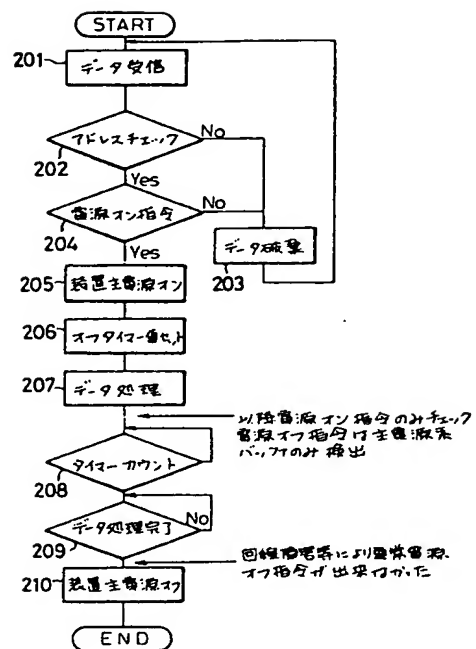 START
201
データ受信
アドレスチェック
No
202
Yes
電源オン指令
No
204
Yes
データ破棄
203
205
装置主電源オン
206
オフタイマー値セット
207
データ処理
以降電源オン指令のみチェック
電源オフ指令は主電源系
バッファのみ検出
タイマーカウント
208
データ処理完了
No
209
回線障害等により通常電源
オフ指令が出来なかった
210
装置主電源オフ
END